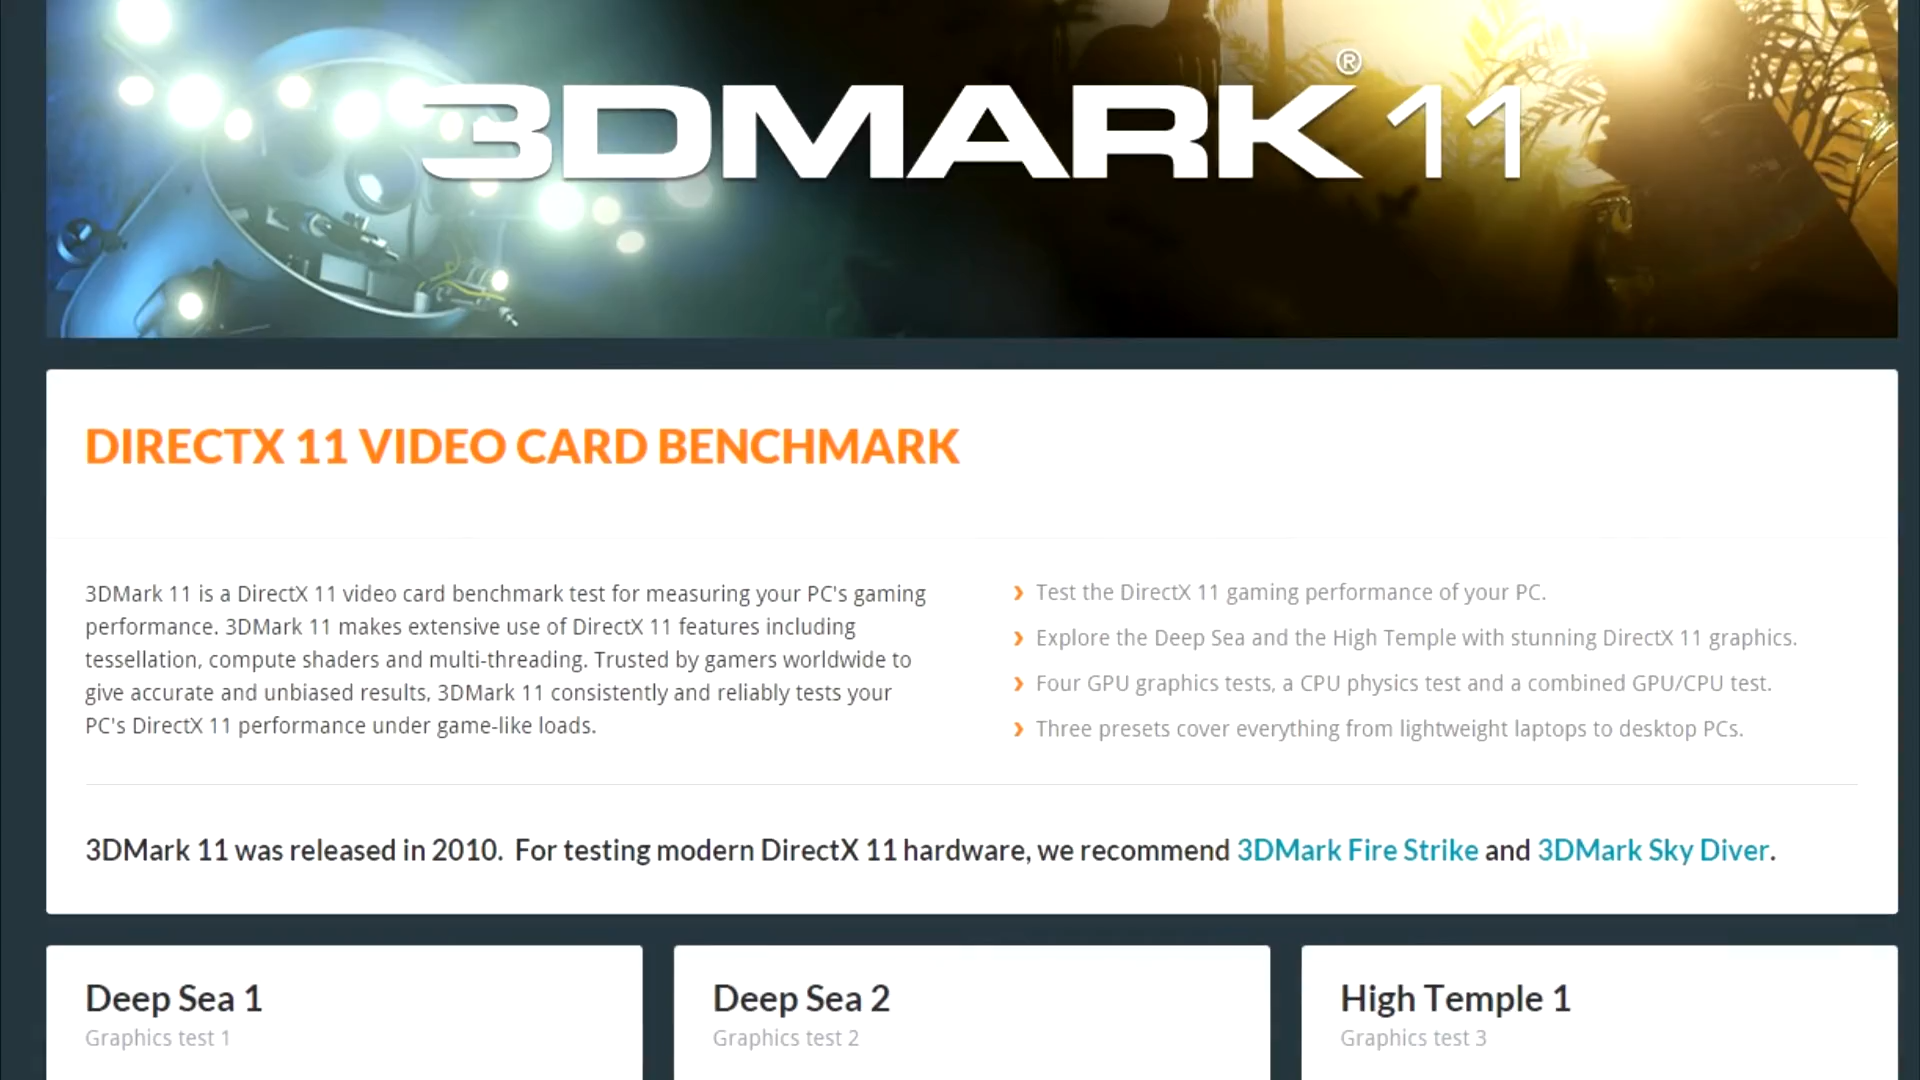 3DMARK® 11
DIRECTX 11 VIDEO CARD BENCHMARK
3DMark 11 is a DirectX 11 video card benchmark test for measuring your PC's gaming
performance. 3DMark 11 makes extensive use of DirectX 11 features including
tessellation, compute shaders and multi-threading. Trusted by gamers worldwide to
give accurate and unbiased results, 3DMark 11 consistently and reliably tests your
PC's DirectX 11 performance under game-like loads.
› Test the DirectX 11 gaming performance of your PC.
› Explore the Deep Sea and the High Temple with stunning DirectX 11 graphics.
› Four GPU graphics tests, a CPU physics test and a combined GPU/CPU test.
› Three presets cover everything from lightweight laptops to desktop PCs.
3DMark 11 was released in 2010.  For testing modern DirectX 11 hardware, we recommend 3DMark Fire Strike and 3DMark Sky Diver.
Deep Sea 1
Graphics test 1
Deep Sea 2
Graphics test 2
High Temple 1
Graphics test 3